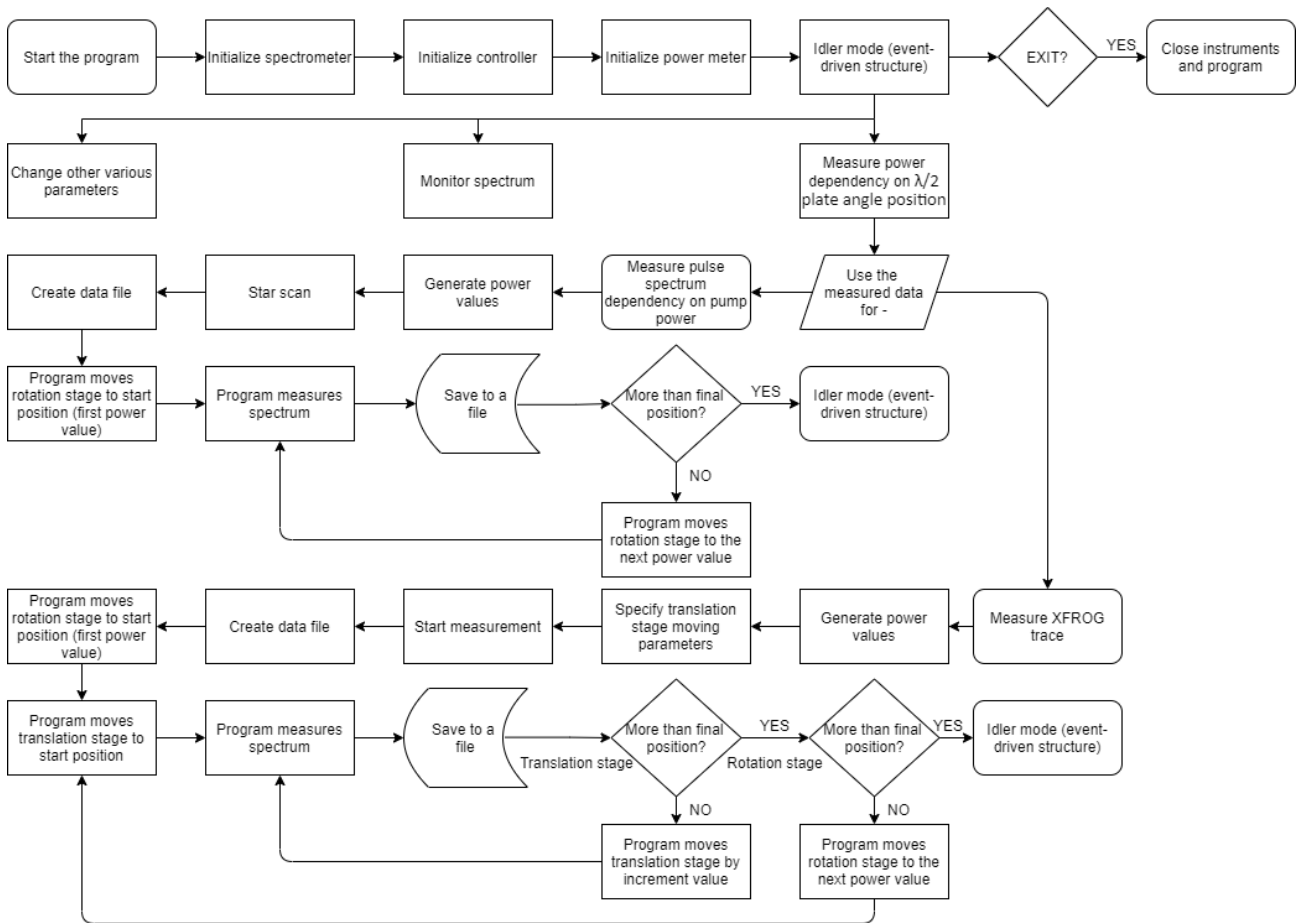 Start the program
Initialize spectrometer
Initialize controller
Initialize power meter
Idler mode (event-
driven structure)
EXIT?
YES
Close instruments
and program
Change other various
parameters
Monitor spectrum
Measure power
dependency on λ/2
plate angle position
Use the
measured data
for -
Measure pulse
spectrum
dependency on pump
power
Generate power
values
Star scan
Create data file
Program moves
rotation stage to start
position (first power
value)
Program measures
spectrum
Save to a
file
More than final
position?
YES
Idler mode (event-
driven structure)
NO
Program moves
rotation stage to the
next power value
Measure XFROG
trace
Generate power
values
Specify translation
stage moving
parameters
Start measurement
Create data file
Program moves
rotation stage to start
position (first power
value)
Program moves
translation stage to
start position
Program measures
spectrum
Save to a
file
More than final
position?
Translation stage
YES
More than final
position?
Rotation stage
YES
Idler mode (event-
driven structure)
NO
Program moves
translation stage by
increment value
NO
Program moves
rotation stage to the
next power value